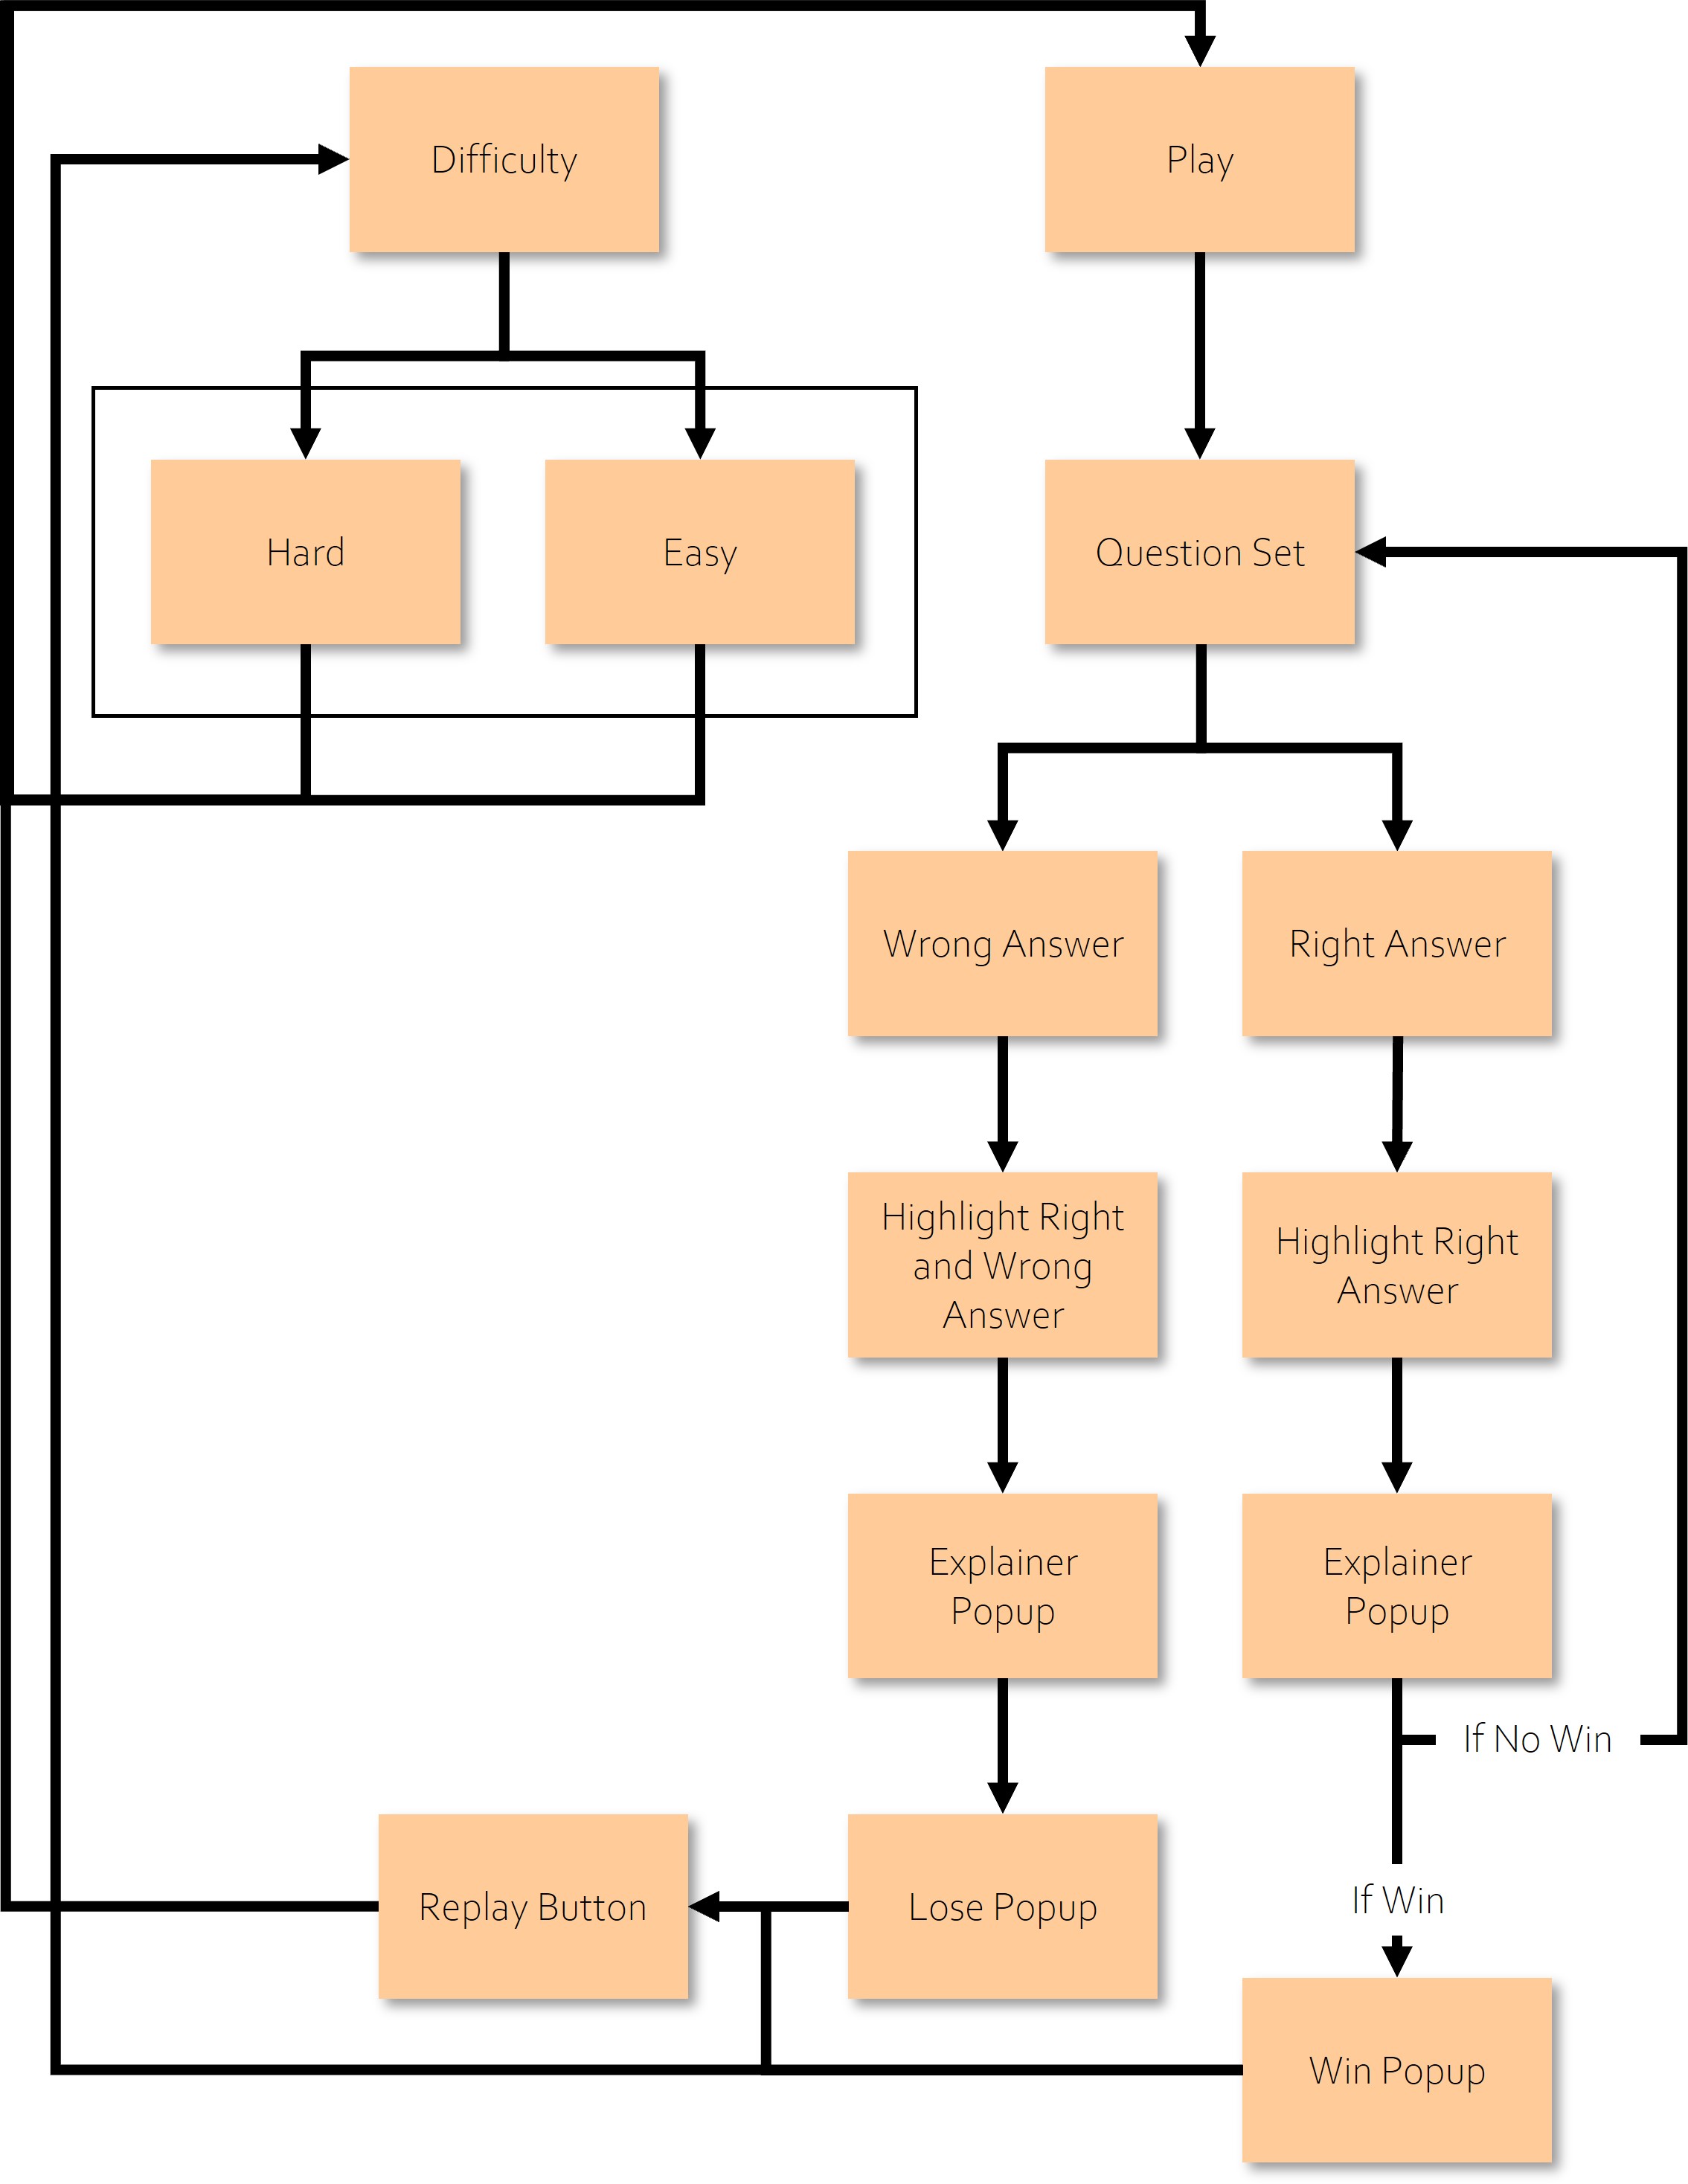 Difficulty
Play
Hard
Easy
Question Set
Wrong Answer
Right Answer
Highlight Right
and Wrong
Answer
Highlight Right
Answer
Explainer
Popup
Explainer
Popup
If No Win
Replay Button
Lose Popup
If Win
Win Popup